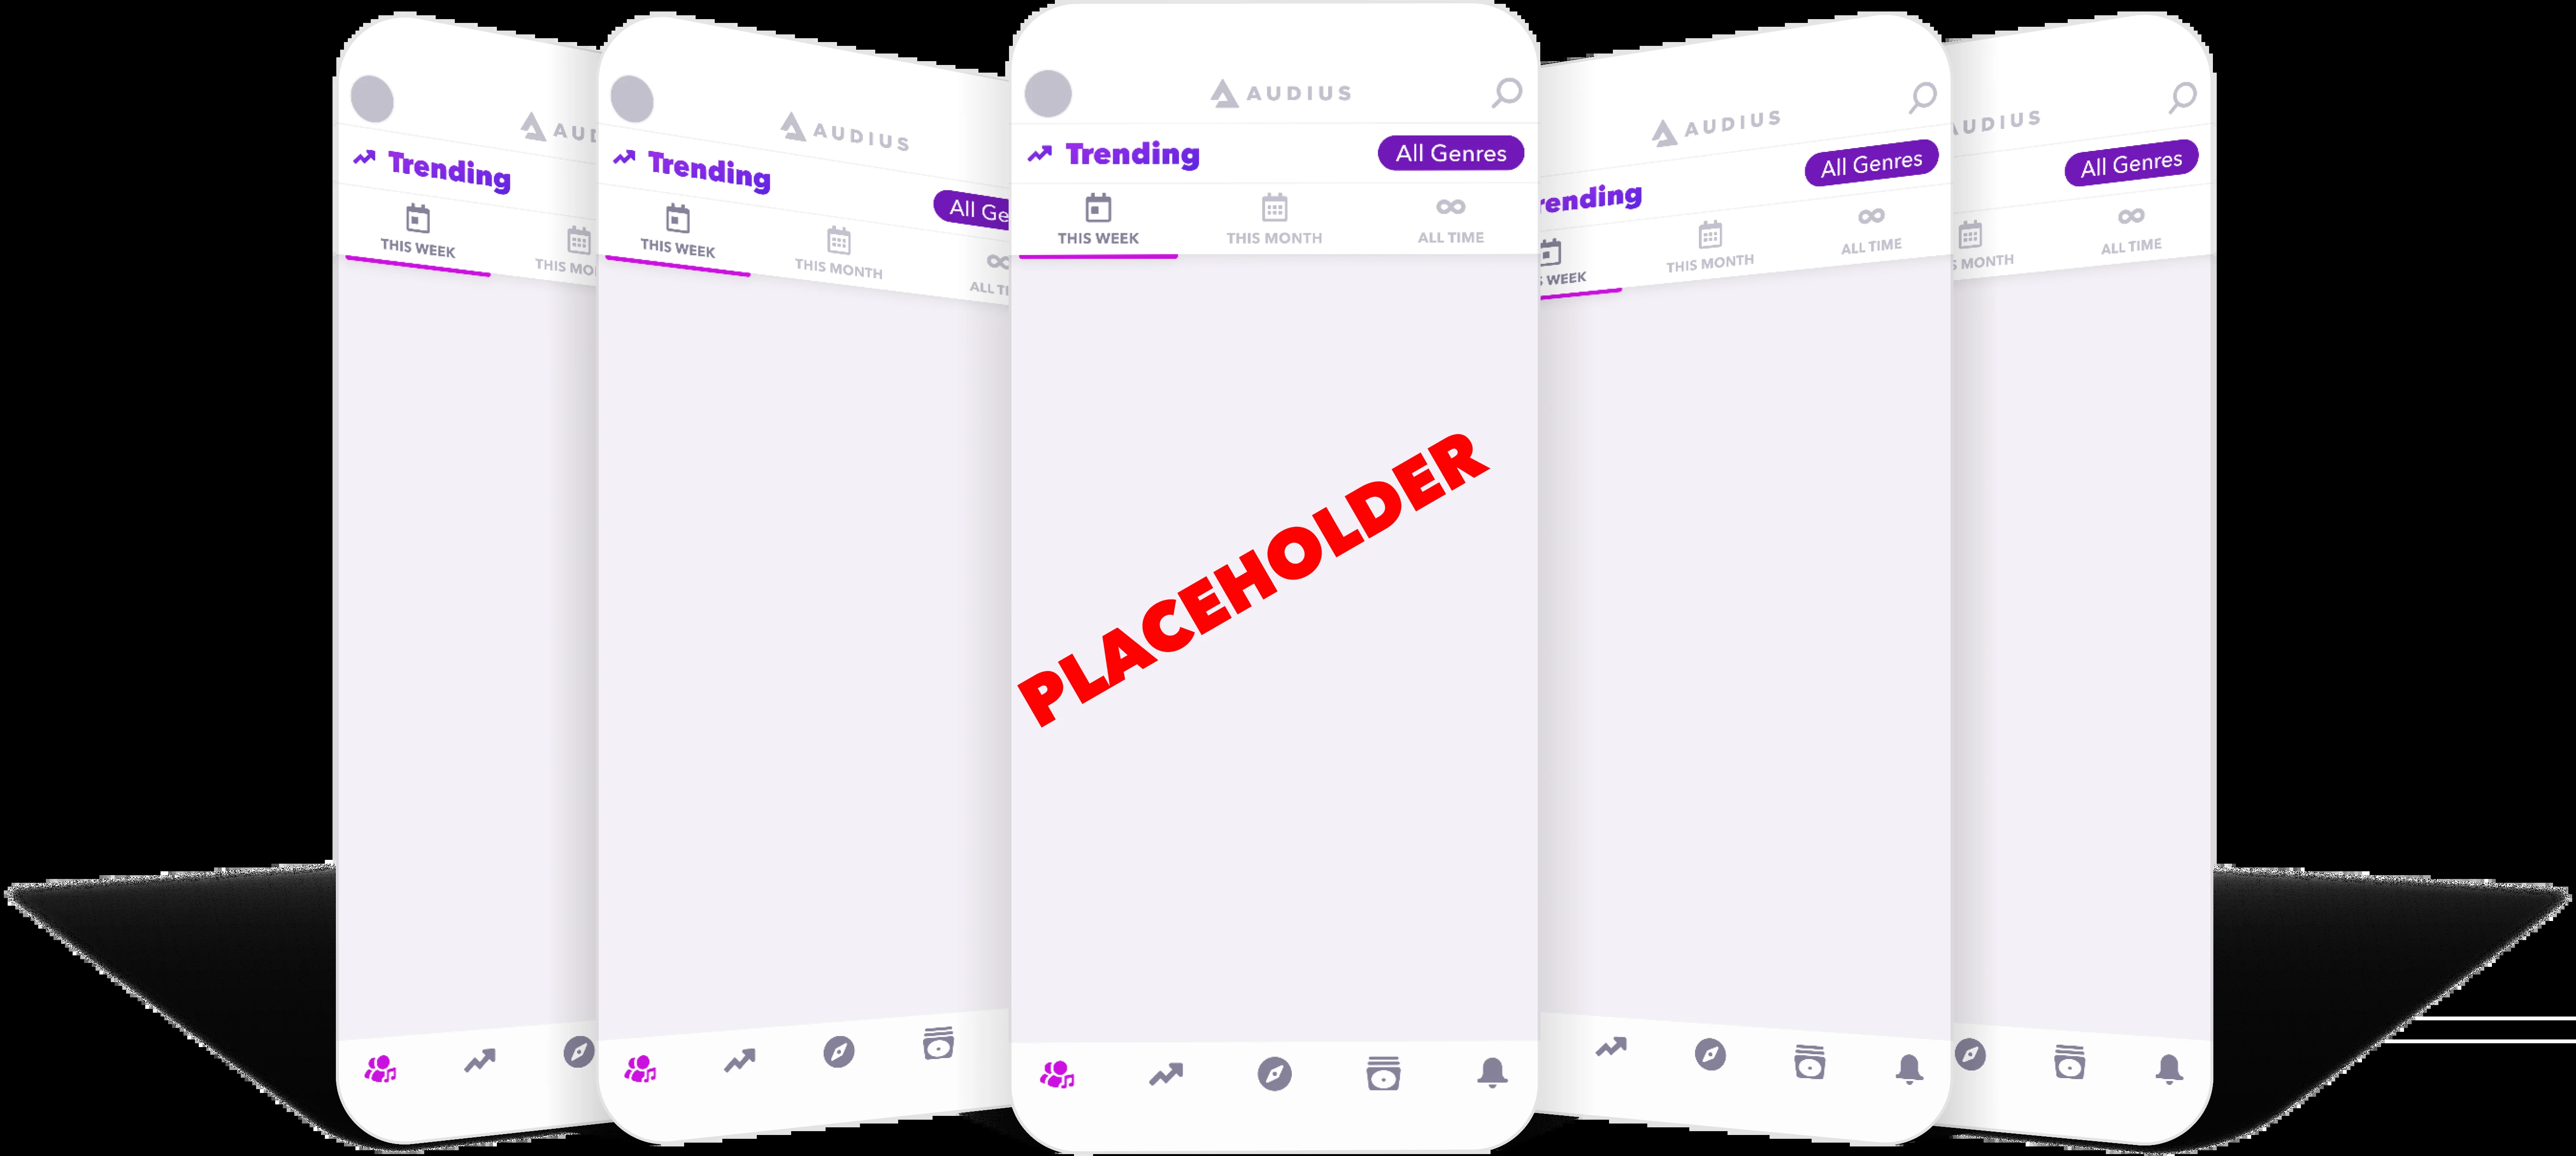 AUD
Trending
THIS WEEK
THIS MO
AUDIUS
Trending
All Ge
THIS WEEK
THIS MONTH
ALL TI
AUDIUS
Trending
All Genres
THIS WEEK
THIS MONTH
ALL TIME
PLACEHOLDER
AUDIUS
rending
All Genres
S WEEK
THIS MONTH
ALL TIME
UDIUS
All Genres
S MONTH
ALL TIME